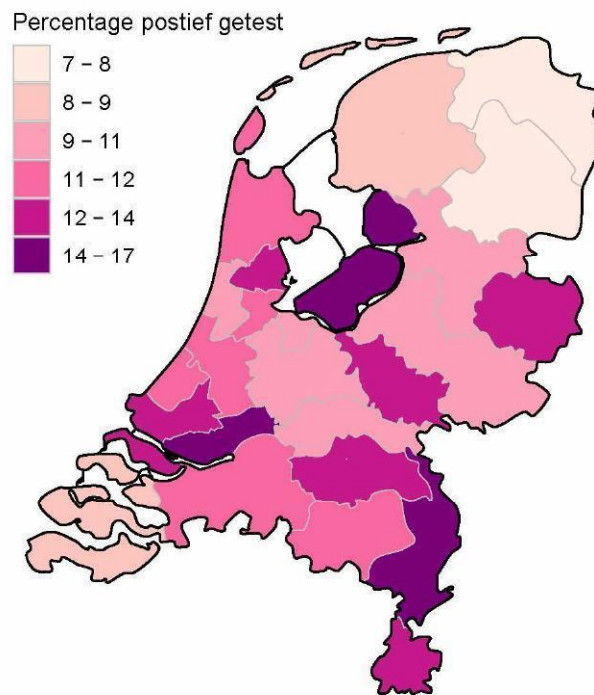 Percentage postief getest
7 – 8
8 – 9
9 – 11
11 – 12
12 – 14
14 – 17